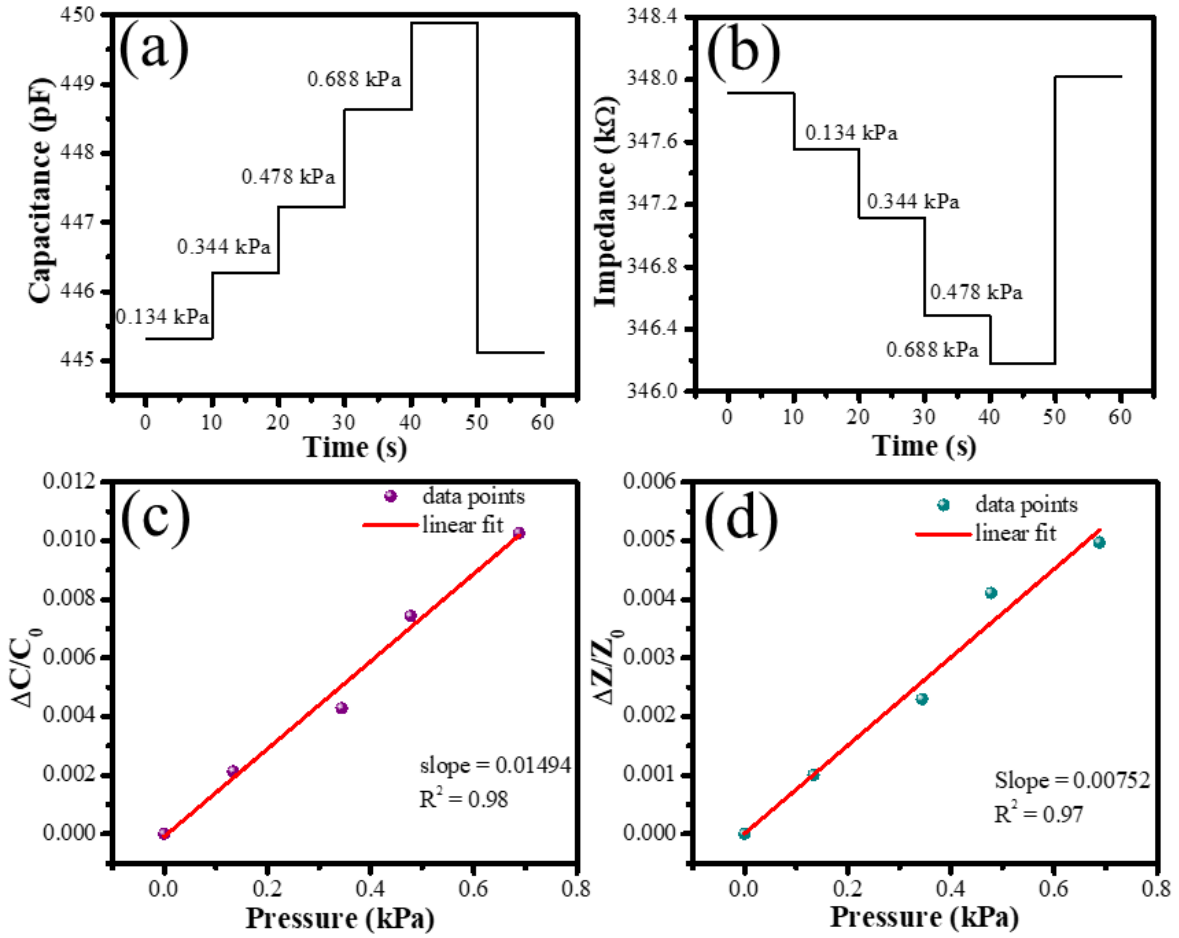 (a)
Capacitance (pF)
450
449
448
447
446
445
0.688 kPa
0.478 kPa
0.344 kPa
0.134 kPa
0 10 20 30 40 50 60
Time (s)
(b)
Impedance (kΩ)
348.4
348.0
347.6
347.2
346.8
346.4
346.0
0.134 kPa
0.344 kPa
0.478 kPa
0.688 kPa
0 10 20 30 40 50 60
Time (s)
(c)
ΔC/C₀
0.012
0.010
0.008
0.006
0.004
0.002
0.000
data points
linear fit
slope = 0.01494
R² = 0.98
0.0 0.2 0.4 0.6 0.8
Pressure (kPa)
(d)
ΔZ/Z₀
0.006
0.005
0.004
0.003
0.002
0.001
0.000
data points
linear fit
Slope = 0.00752
R² = 0.97
0.0 0.2 0.4 0.6 0.8
Pressure (kPa)